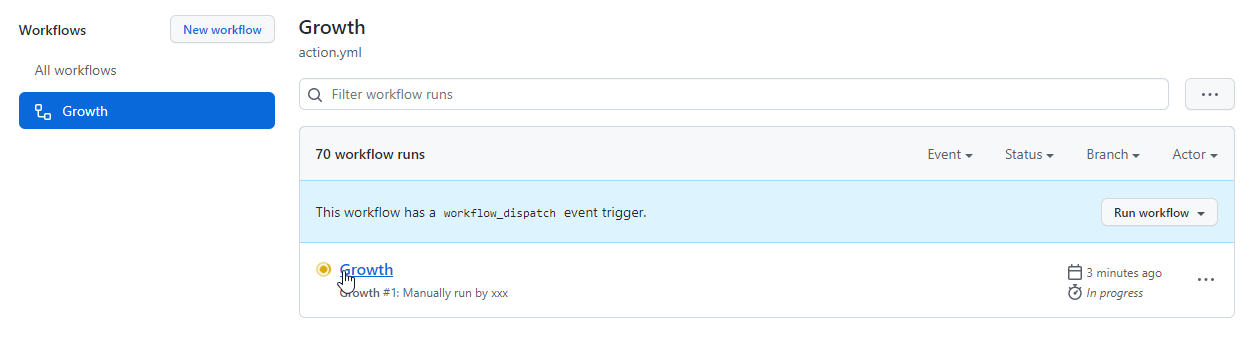 Workflows
New workflow
All workflows
Growth
Growth
action.yml
Filter workflow runs
70 workflow runs
Event
Status
Branch
Actor
This workflow has a workflow_dispatch event trigger.
Run workflow
Growth
Growth #1: Manually run by xxx
3 minutes ago
In progress